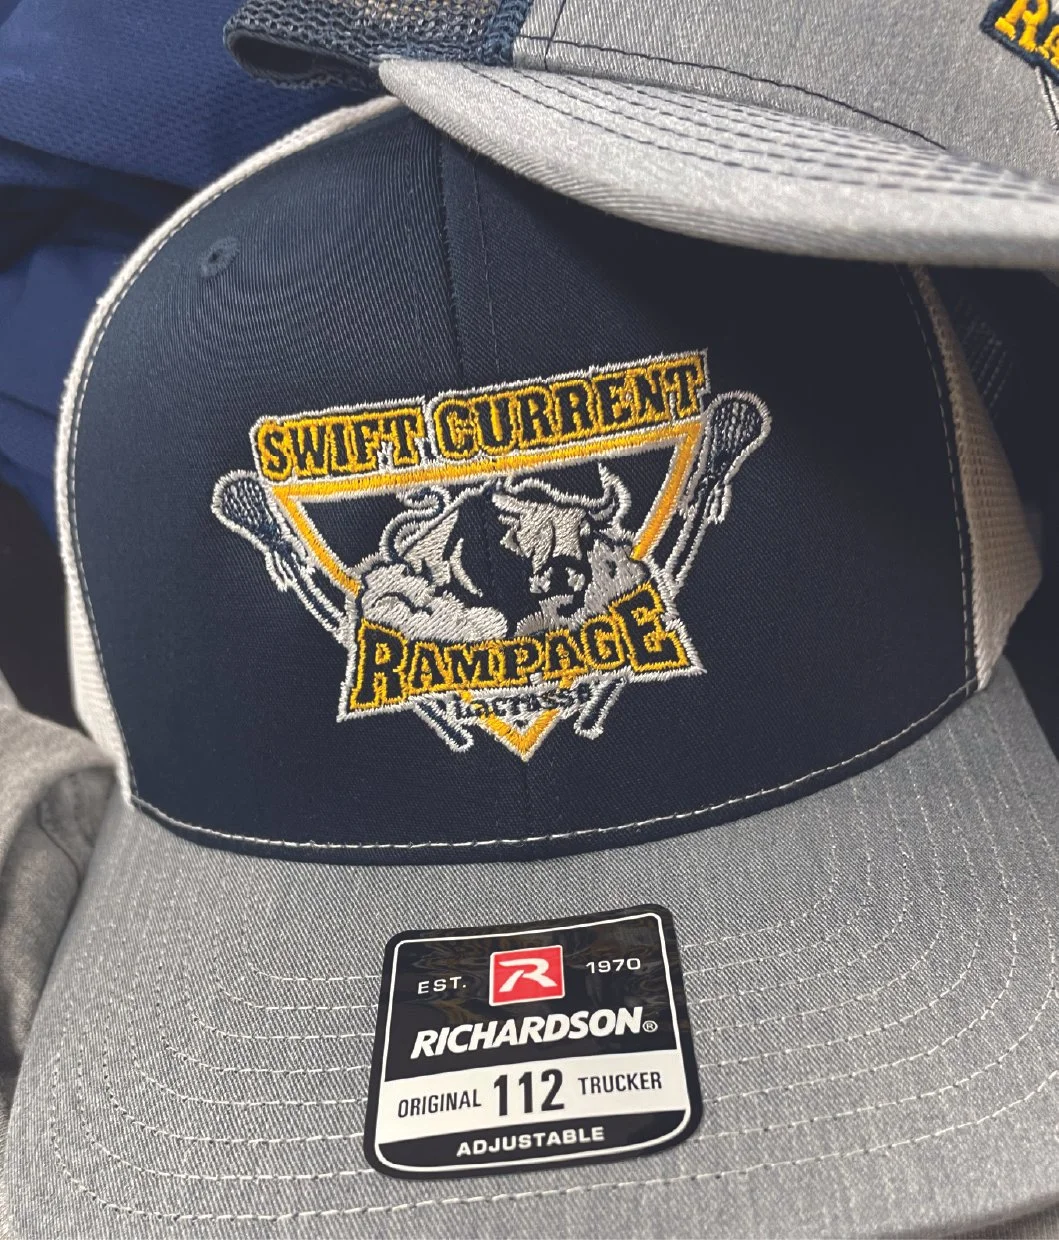 SWIFT CURRENT
RAMPAGE
Lacrosse
EST. R 1970
RICHARDSON®
ORIGINAL 112 TRUCKER
ADJUSTABLE